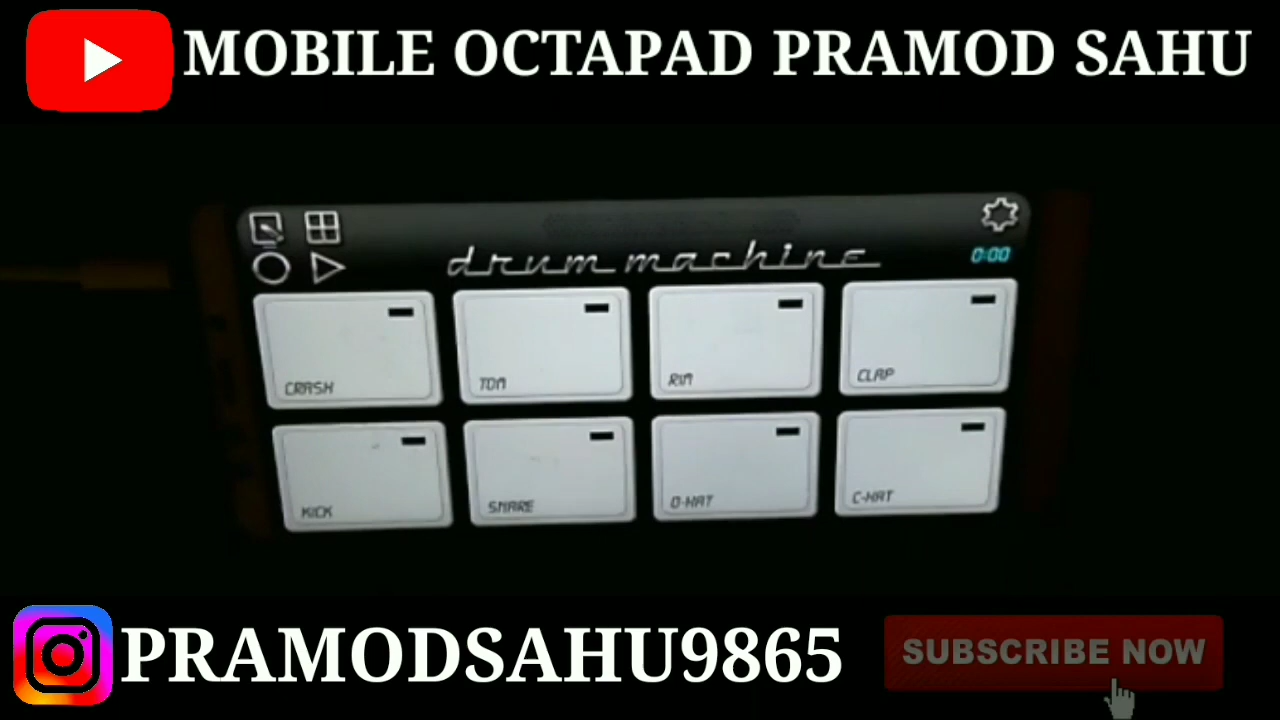 MOBILE OCTAPAD PRAMOD SAHU
drum machine
0:00
CRASH TOM RIM CLAP
KICK SNARE O-HAT C-HAT
PRAMODSAHU9865
SUBSCRIBE NOW